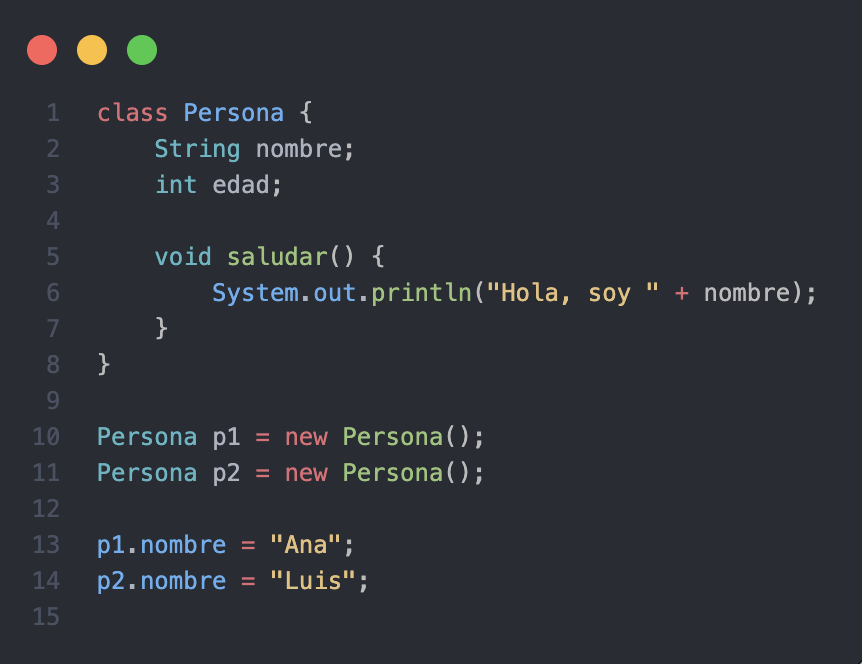 1 class Persona {
2     String nombre;
3     int edad;
4
5     void saludar() {
6         System.out.println("Hola, soy " + nombre);
7     }
8 }
9
10 Persona p1 = new Persona();
11 Persona p2 = new Persona();
12
13 p1.nombre = "Ana";
14 p2.nombre = "Luis";
15